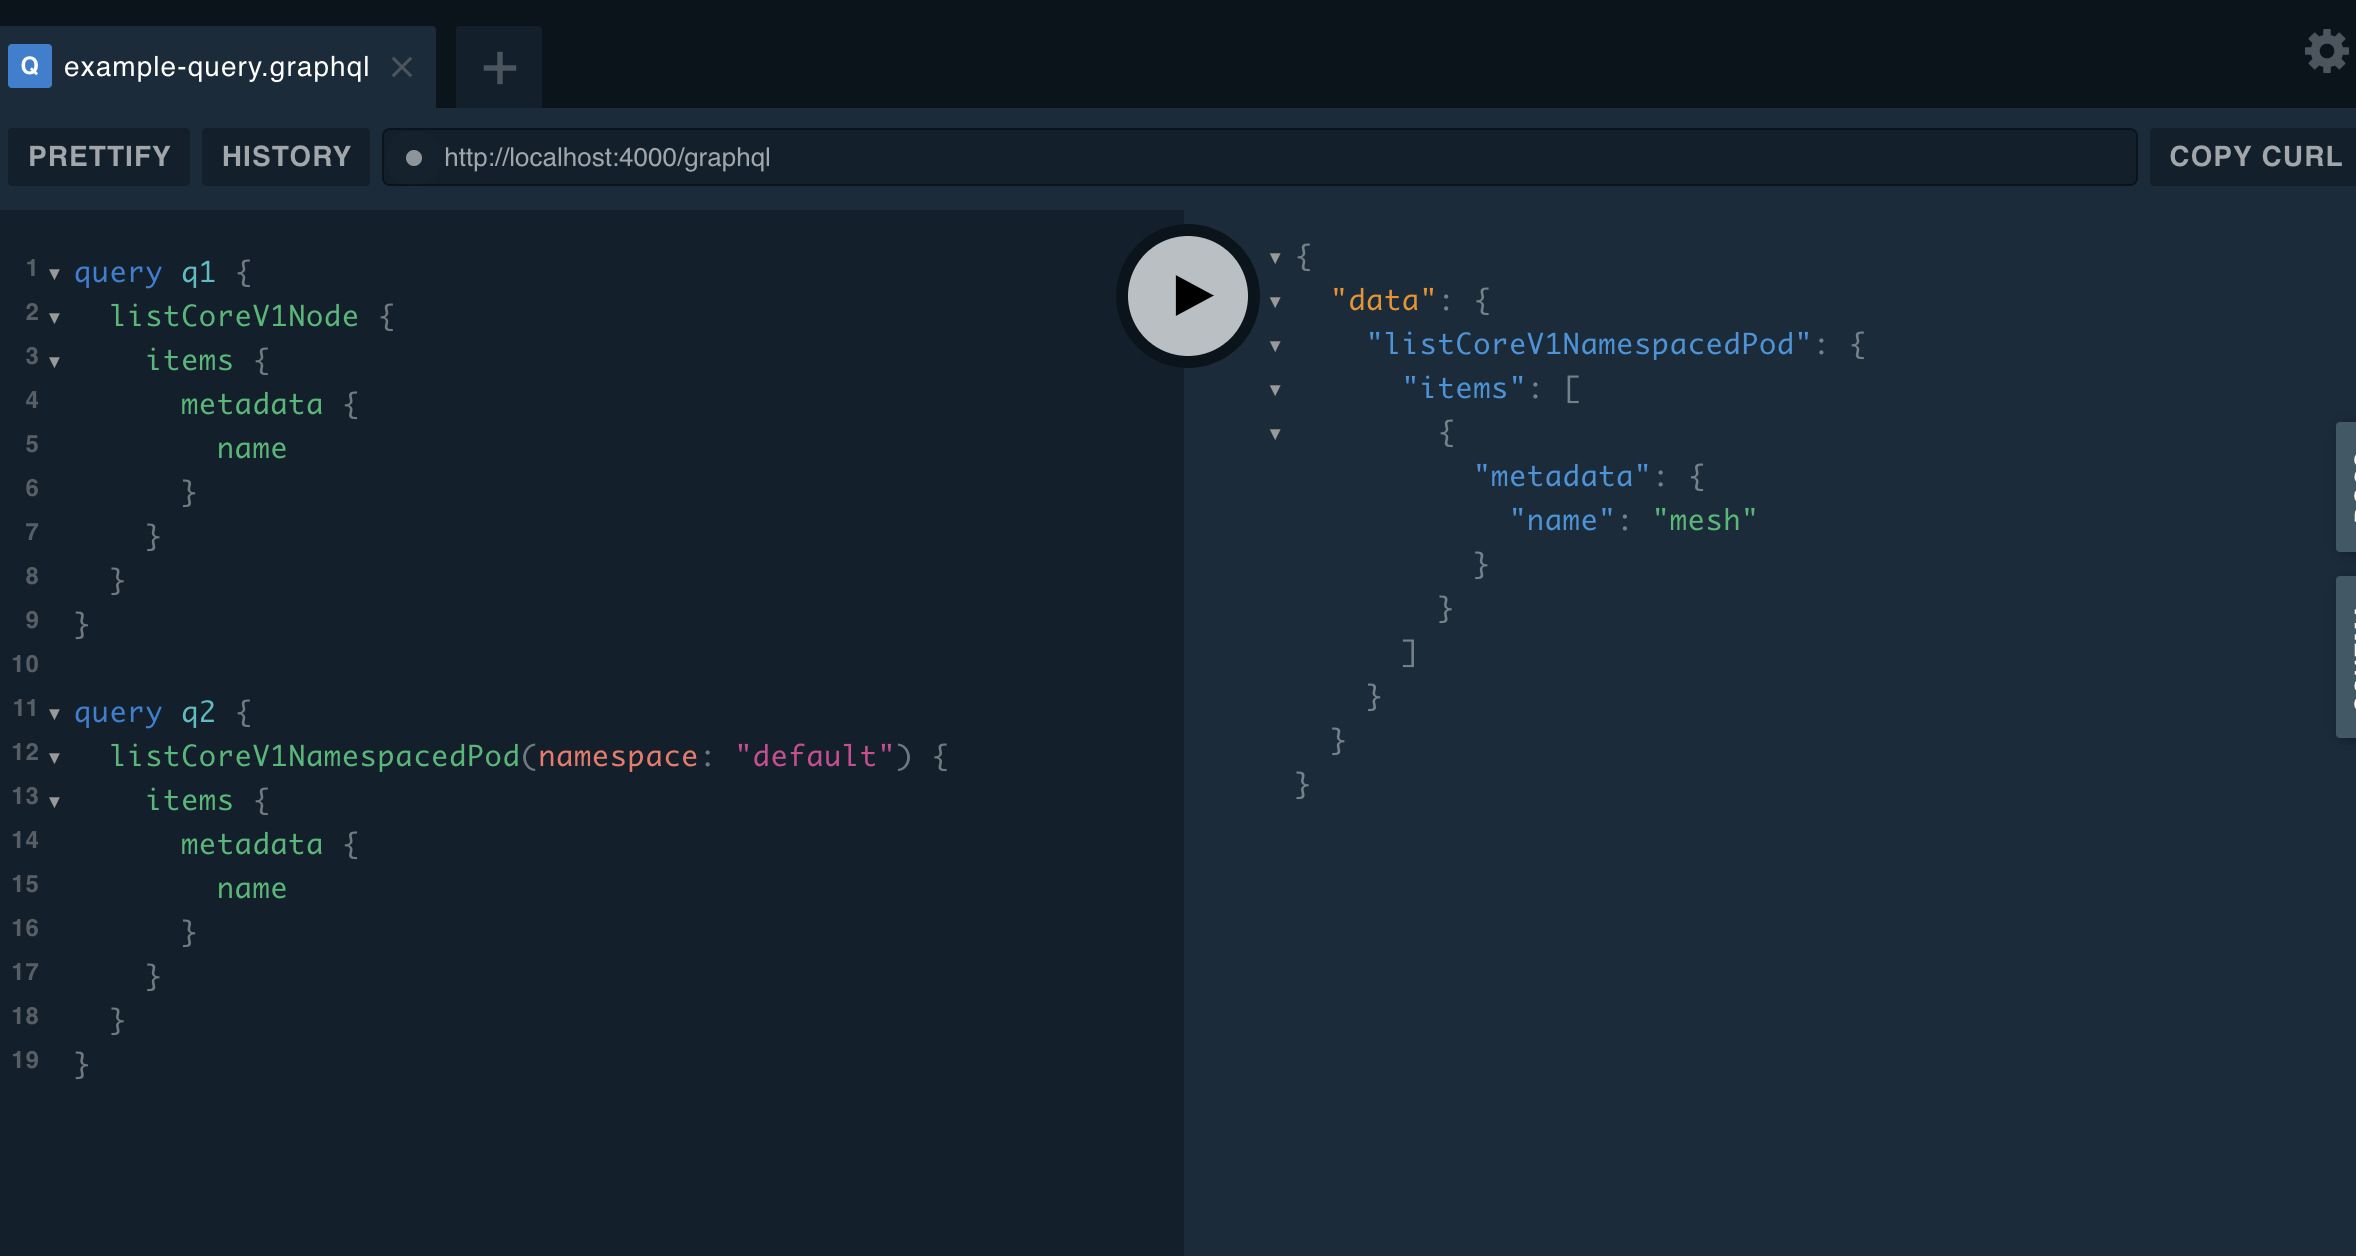 Q example-query.graphql
PRETTIFY HISTORY http://localhost:4000/graphql COPY CURL
1 query q1 {
2 listCoreV1Node {
3 items {
4 metadata {
5 name
6 }
7 }
8 }
9 }
10
11 query q2 {
12 listCoreV1NamespacedPod(namespace: "default") {
13 items {
14 metadata {
15 name
16 }
17 }
18 }
19 }
{
"data": {
"listCoreV1NamespacedPod": {
"items": [
{
"metadata": {
"name": "mesh"
}
}
]
}
}
}